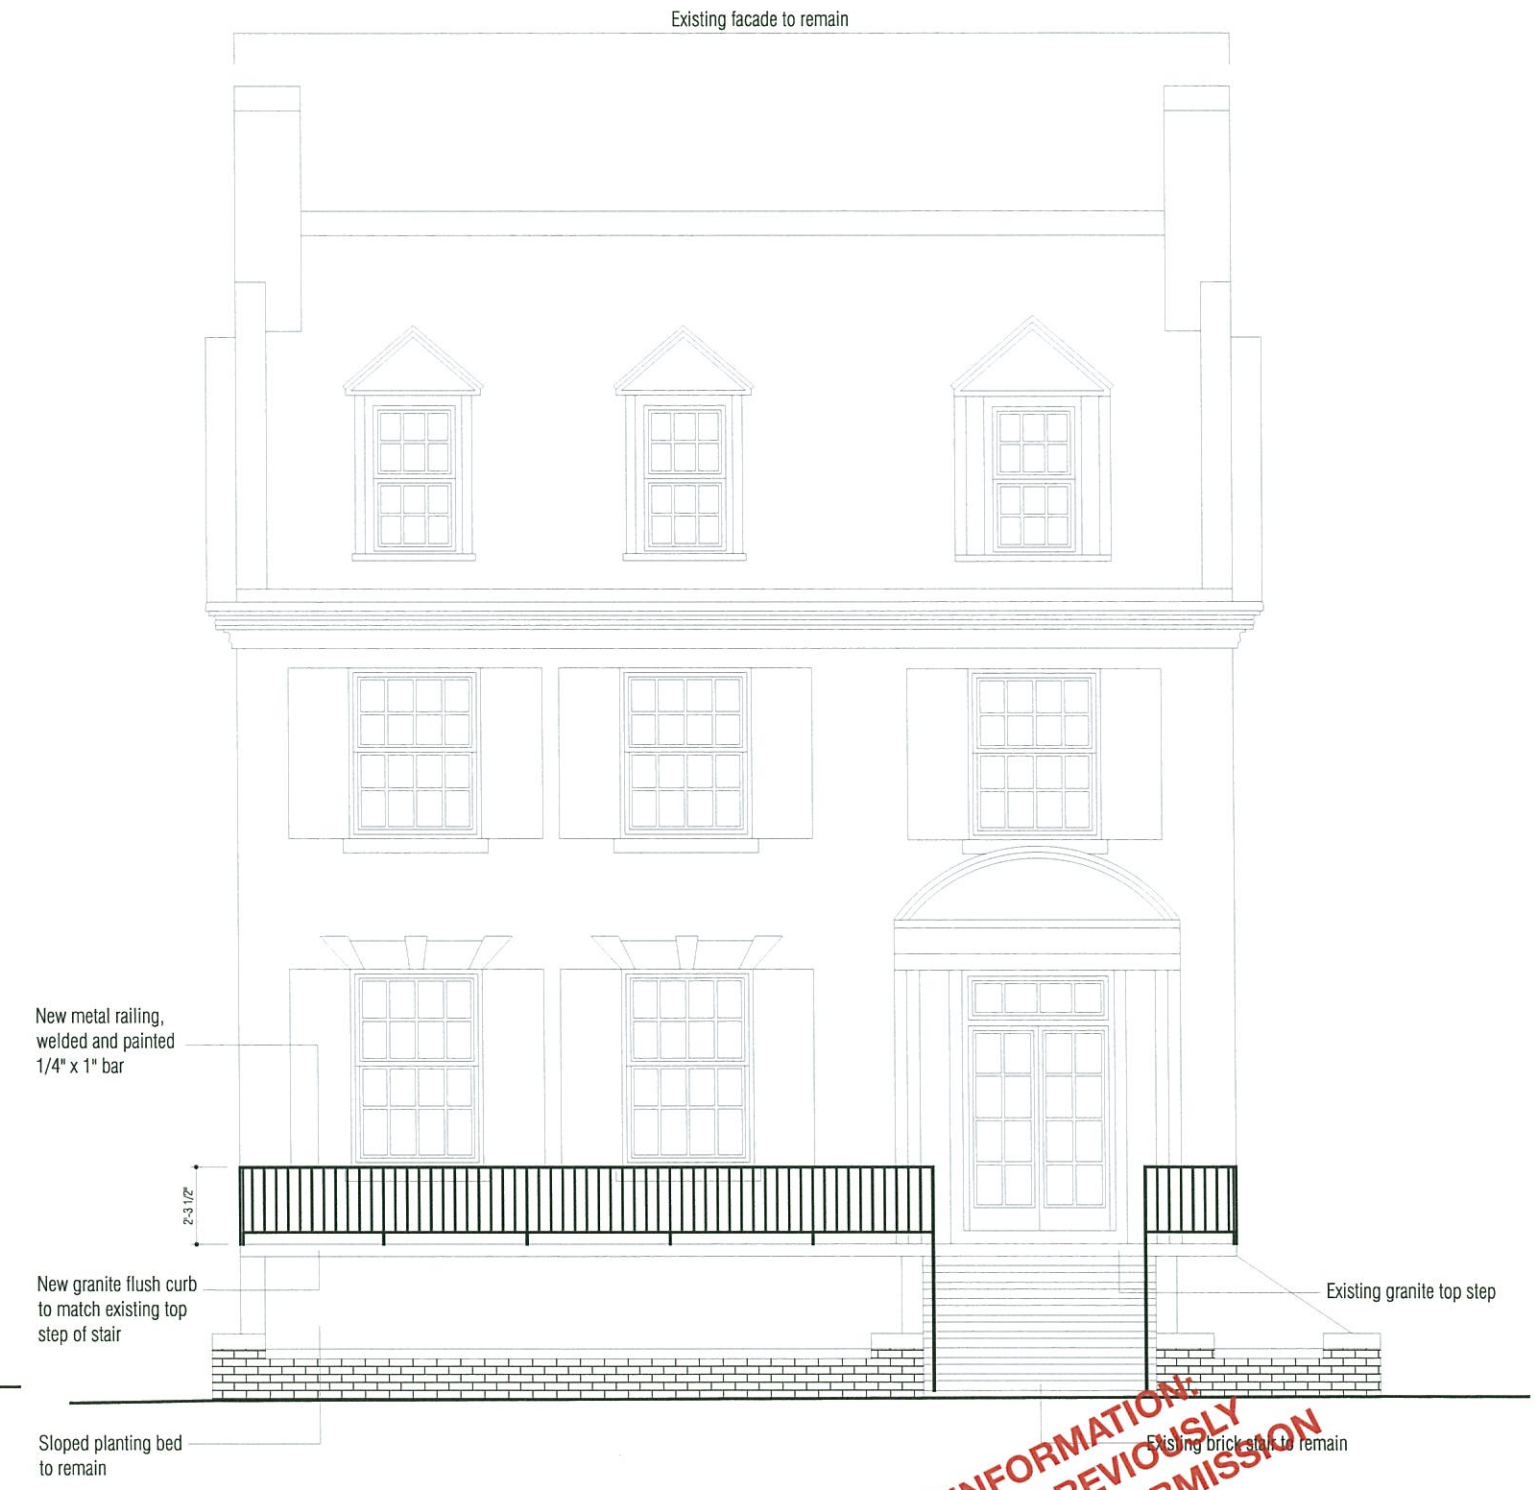 Existing facade to remain
New metal railing,
welded and painted
1/4" x 1" bar
2'-3 1/2"
New granite flush curb
to match existing top
step of stair
Existing granite top step
Sloped planting bed
to remain
Existing brick stair to remain